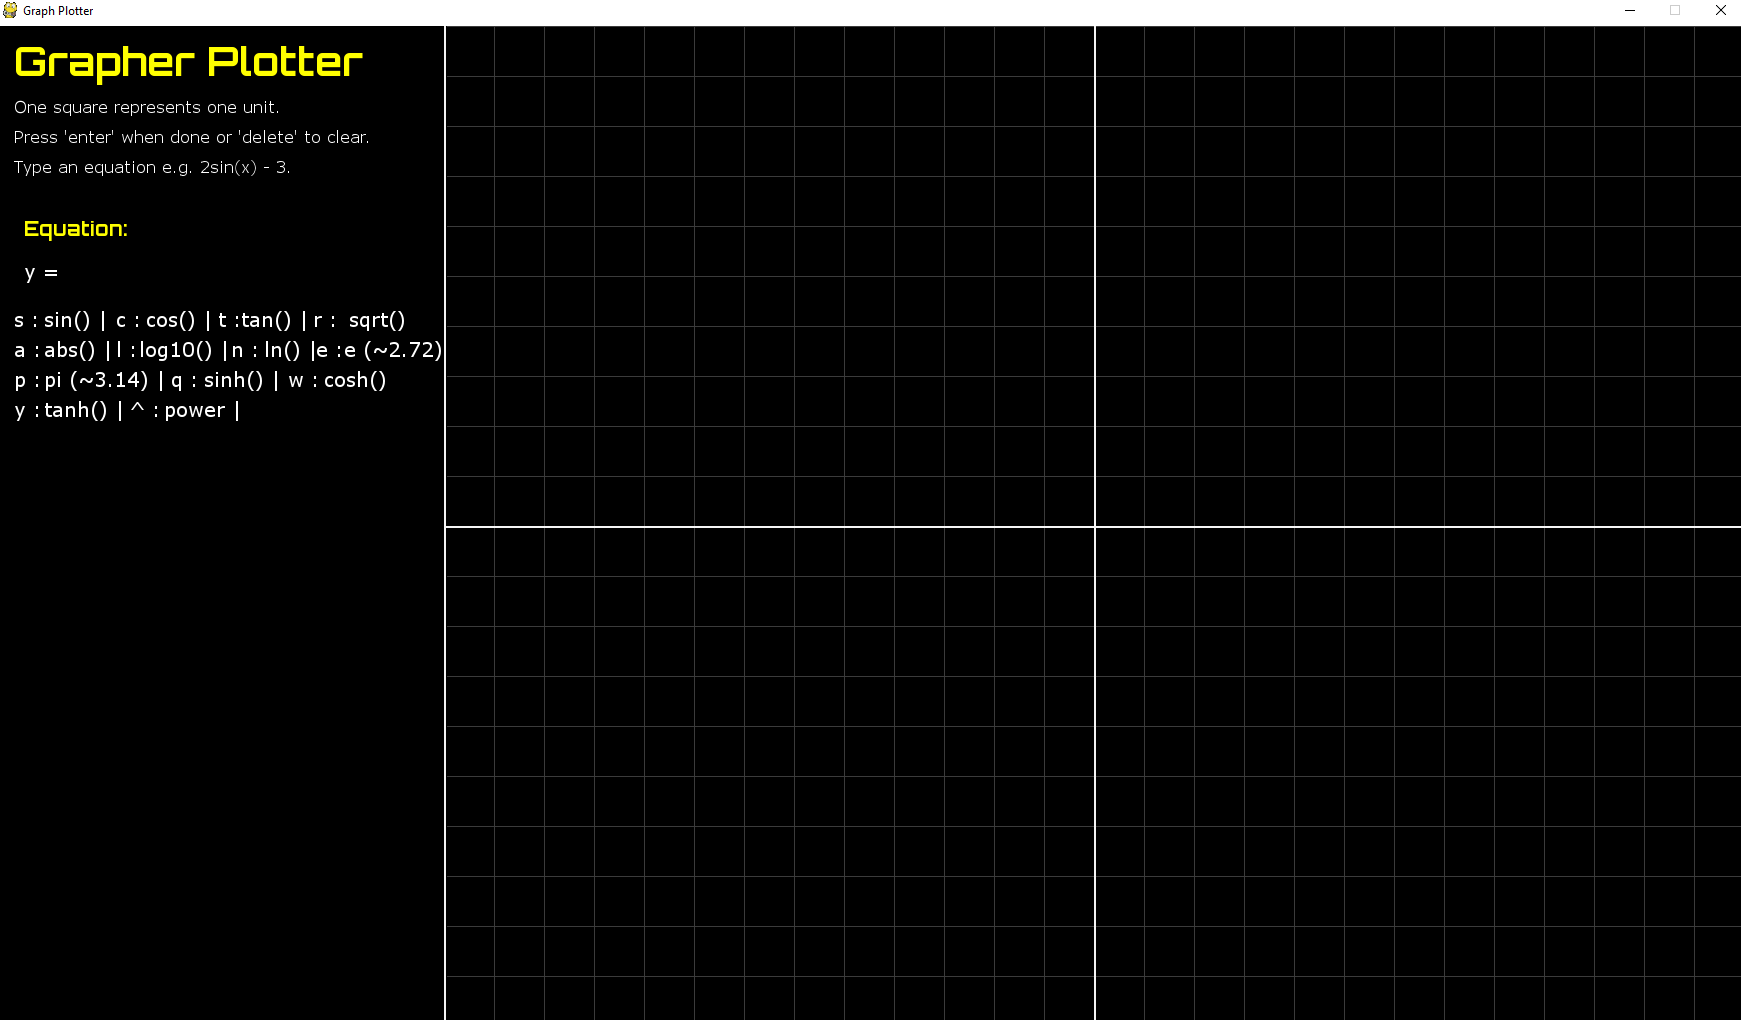 Graph Plotter
Grapher Plotter
One square represents one unit.
Press 'enter' when done or 'delete' to clear.
Type an equation e.g. 2sin(x) - 3.
Equation:
y =
s : sin() | c : cos() | t :tan() | r :  sqrt()
a : abs() | l : log10() | n : ln() |e :e (~2.72)
p : pi (~3.14) | q : sinh() | w : cosh()
y : tanh() | ^ : power |